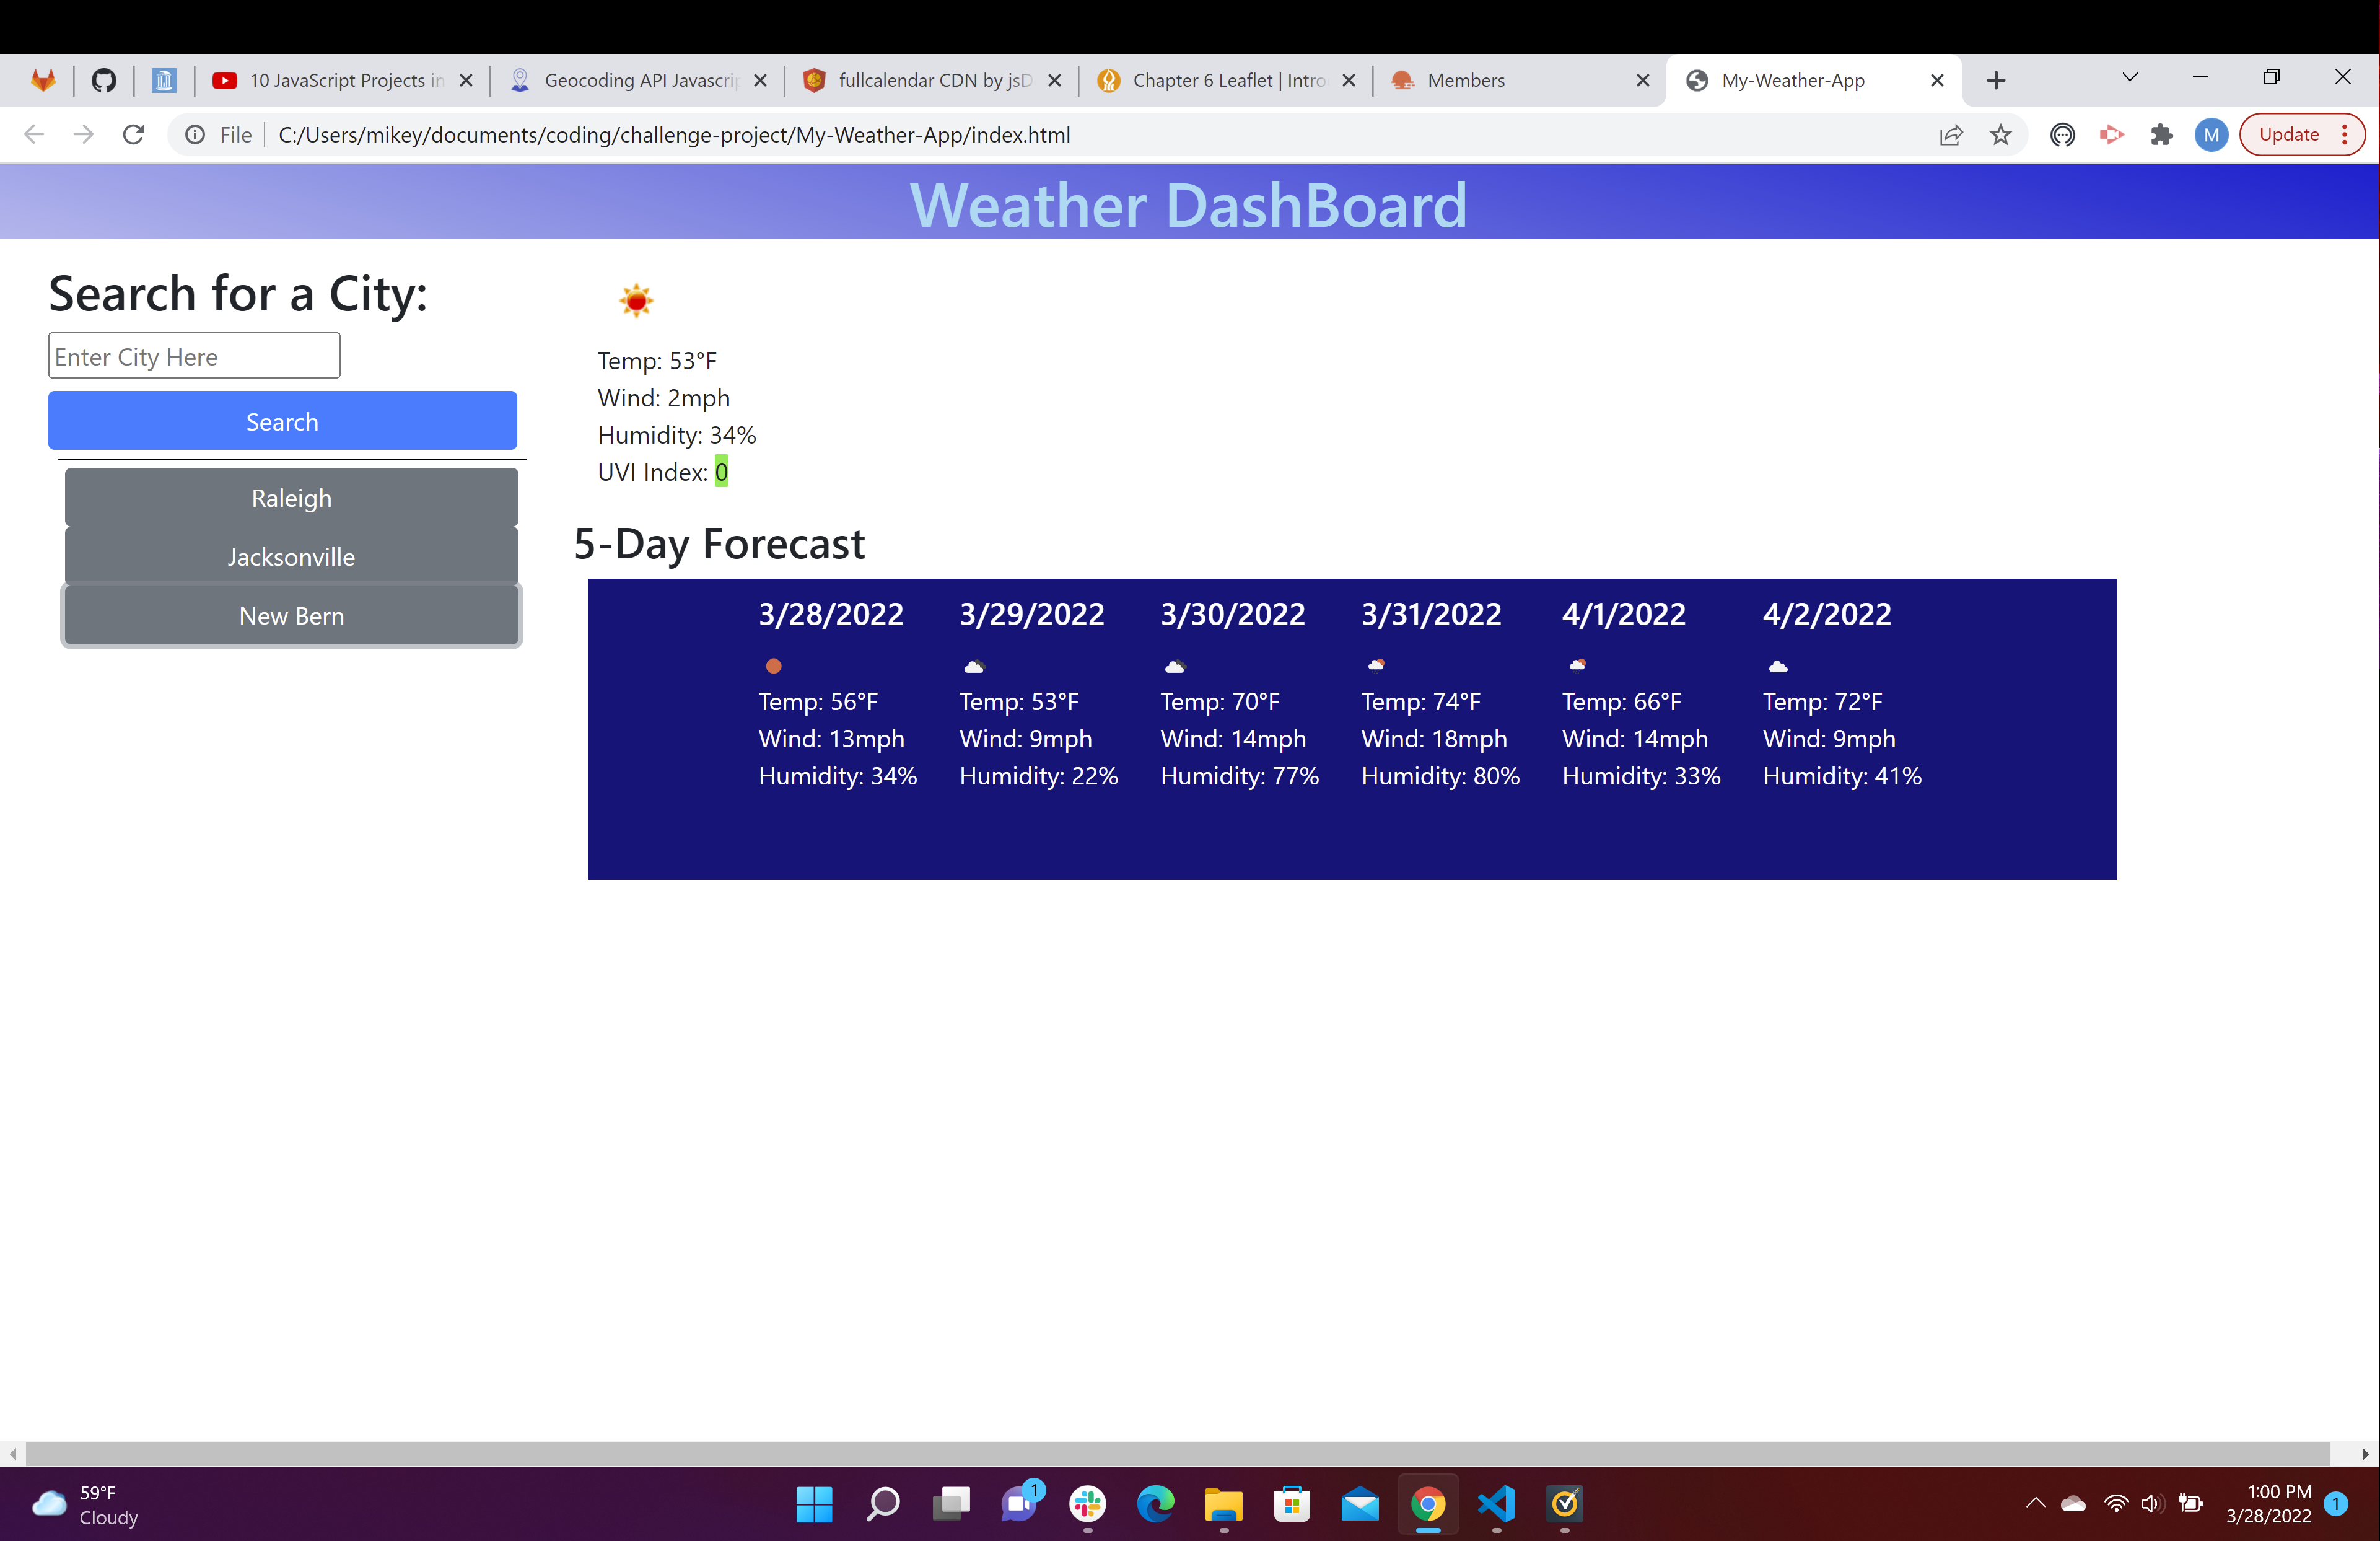 10 JavaScript Projects in
Geocoding API Javascrip
fullcalendar CDN by jsD
Chapter 6 Leaflet | Intro
Members
My-Weather-App
File
C:/Users/mikey/documents/coding/challenge-project/My-Weather-App/index.html
M
Update
Weather DashBoard
Search for a City:
Enter City Here
Search
Raleigh
Jacksonville
New Bern
Temp: 53°F
Wind: 2mph
Humidity: 34%
UVI Index: 0
5-Day Forecast
3/28/2022 3/29/2022 3/30/2022 3/31/2022 4/1/2022 4/2/2022
Temp: 56°F Temp: 53°F Temp: 70°F Temp: 74°F Temp: 66°F Temp: 72°F
Wind: 13mph Wind: 9mph Wind: 14mph Wind: 18mph Wind: 14mph Wind: 9mph
Humidity: 34% Humidity: 22% Humidity: 77% Humidity: 80% Humidity: 33% Humidity: 41%
59°F
Cloudy
1
1:00 PM
3/28/2022
1